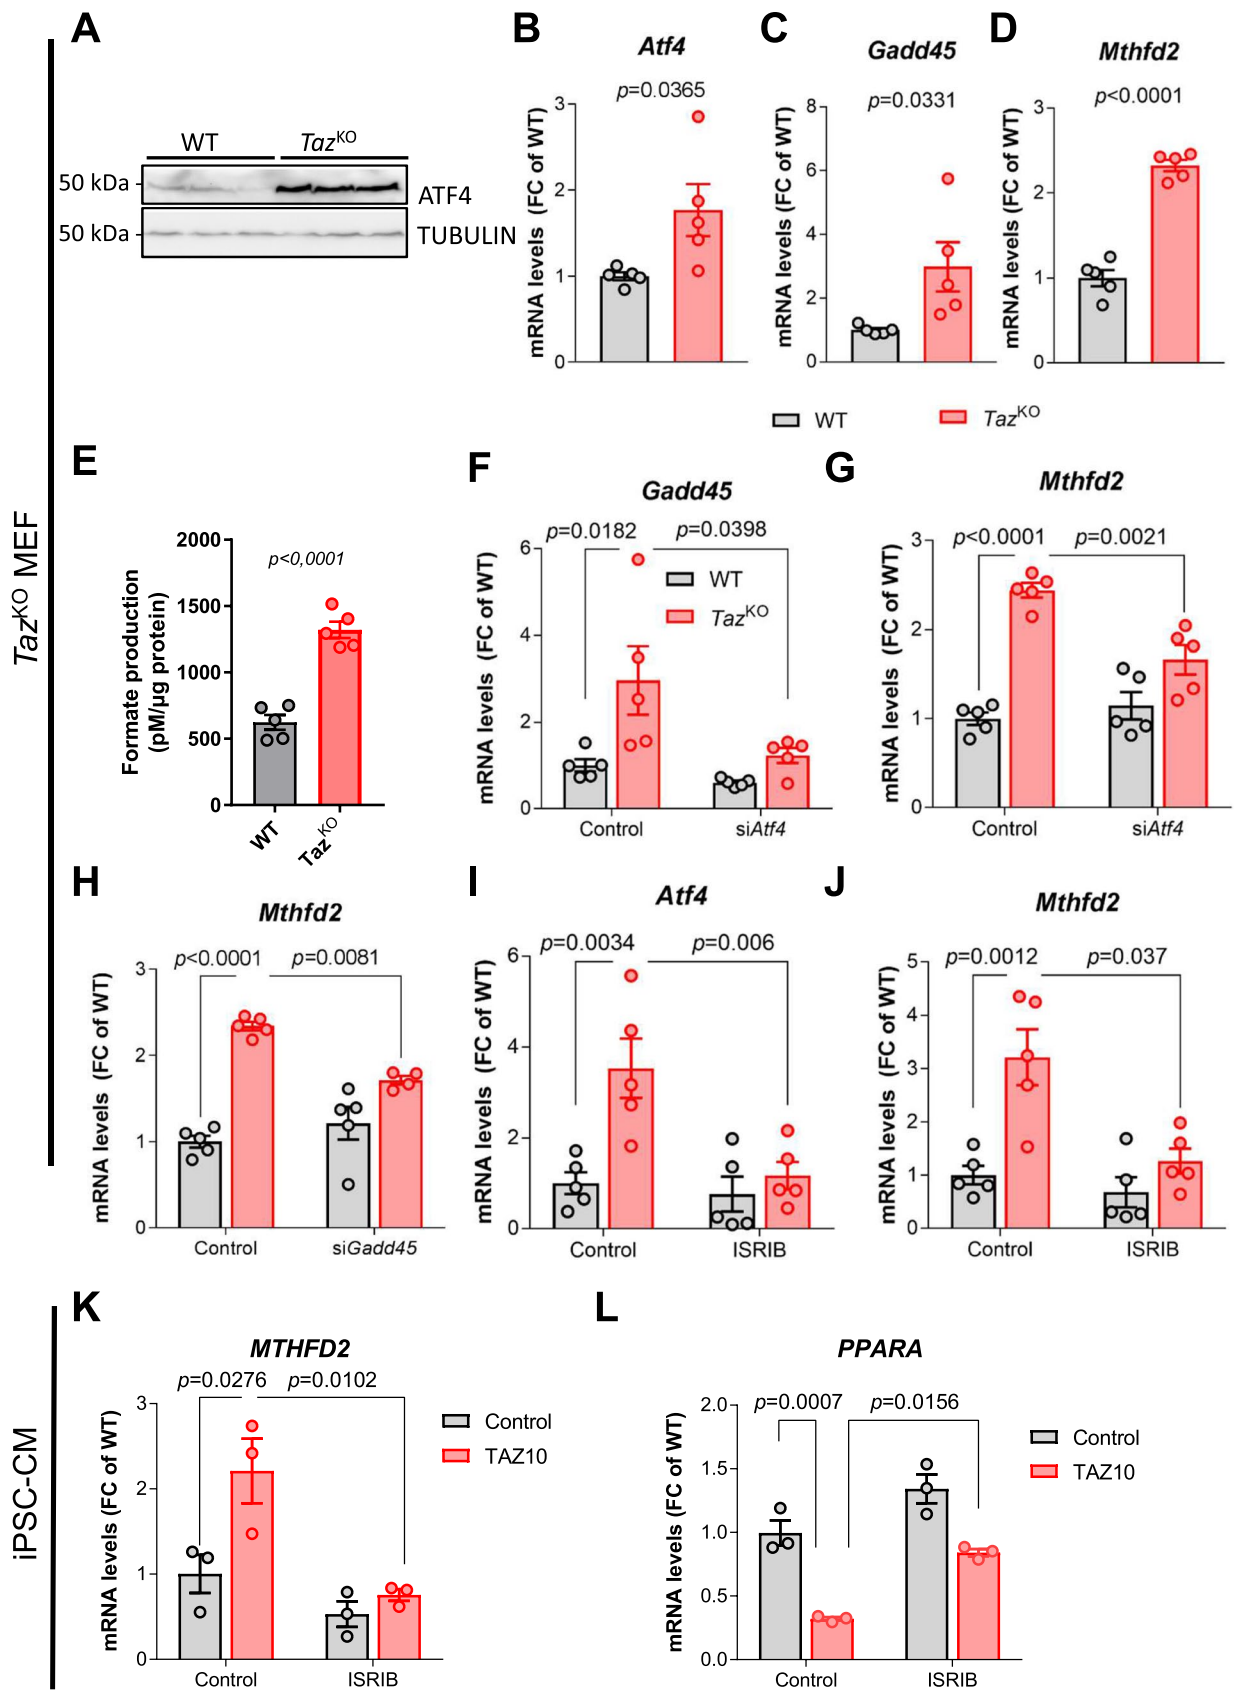 Taz^KO MEF
A
WT
Taz^KO
50 kDa
ATF4
50 kDa
TUBULIN
B
Atf4
p=0.0365
mRNA levels (FC of WT)
3
2
1
0
C
Gadd45
p=0.0331
mRNA levels (FC of WT)
8
6
4
2
0
D
Mthfd2
p<0.0001
mRNA levels (FC of WT)
3
2
1
0
WT
Taz^KO
E
p<0,0001
Formate production
(pM/µg protein)
2000
1500
1000
500
0
WT
Taz^KO
F
Gadd45
p=0.0182
p=0.0398
WT
Taz^KO
mRNA levels (FC of WT)
6
4
2
0
Control
siAtf4
G
Mthfd2
p<0.0001
p=0.0021
mRNA levels (FC of WT)
3
2
1
0
Control
siAtf4
H
Mthfd2
p<0.0001
p=0.0081
mRNA levels (FC of WT)
3
2
1
0
Control
siGadd45
I
Atf4
p=0.0034
p=0.006
mRNA levels (FC of WT)
6
4
2
0
Control
ISRIB
J
Mthfd2
p=0.0012
p=0.037
mRNA levels (FC of WT)
5
4
3
2
1
0
Control
ISRIB
iPSC-CM
K
MTHFD2
p=0.0276
p=0.0102
mRNA levels (FC of WT)
3
2
1
0
Control
ISRIB
Control
TAZ10
L
PPARA
p=0.0007
p=0.0156
mRNA levels (FC of WT)
2.0
1.5
1.0
0.5
0.0
Control
ISRIB
Control
TAZ10